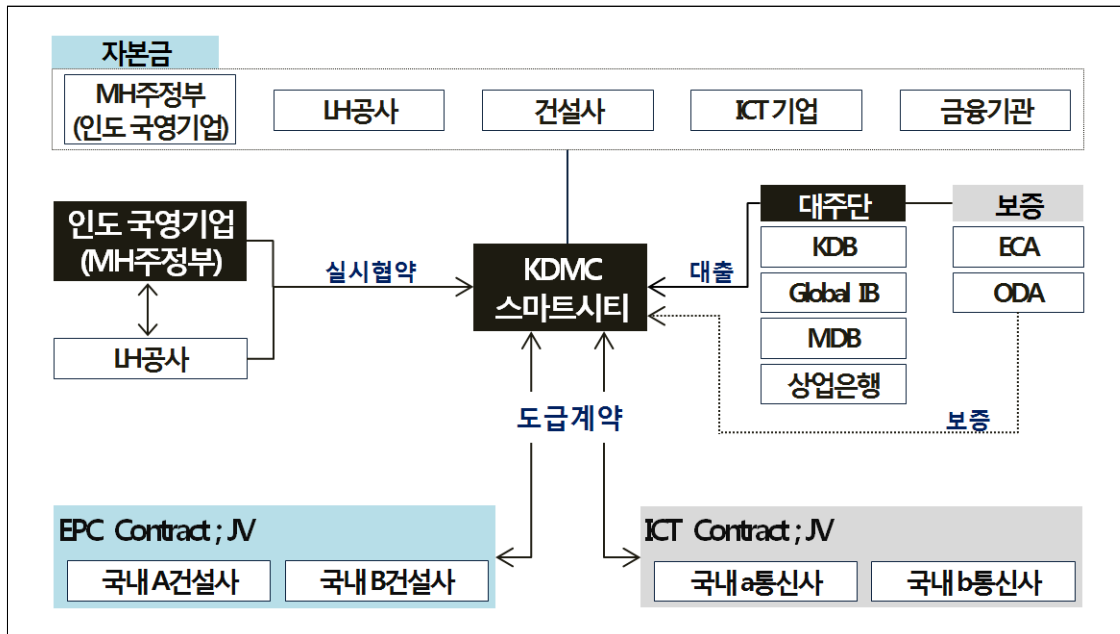 자본금
MH주정부
(인도 국영기업)
LH공사
건설사
ICT 기업
금융기관
인도 국영기업
(MH주정부)
LH공사
실시협약
KDMC
스마트시티
대출
대주단
KDB
Global IB
MDB
상업은행
보증
ECA
ODA
보증
도급계약
EPC Contract ; JV
국내 A건설사
국내 B건설사
ICT Contract ; JV
국내 a통신사
국내 b통신사